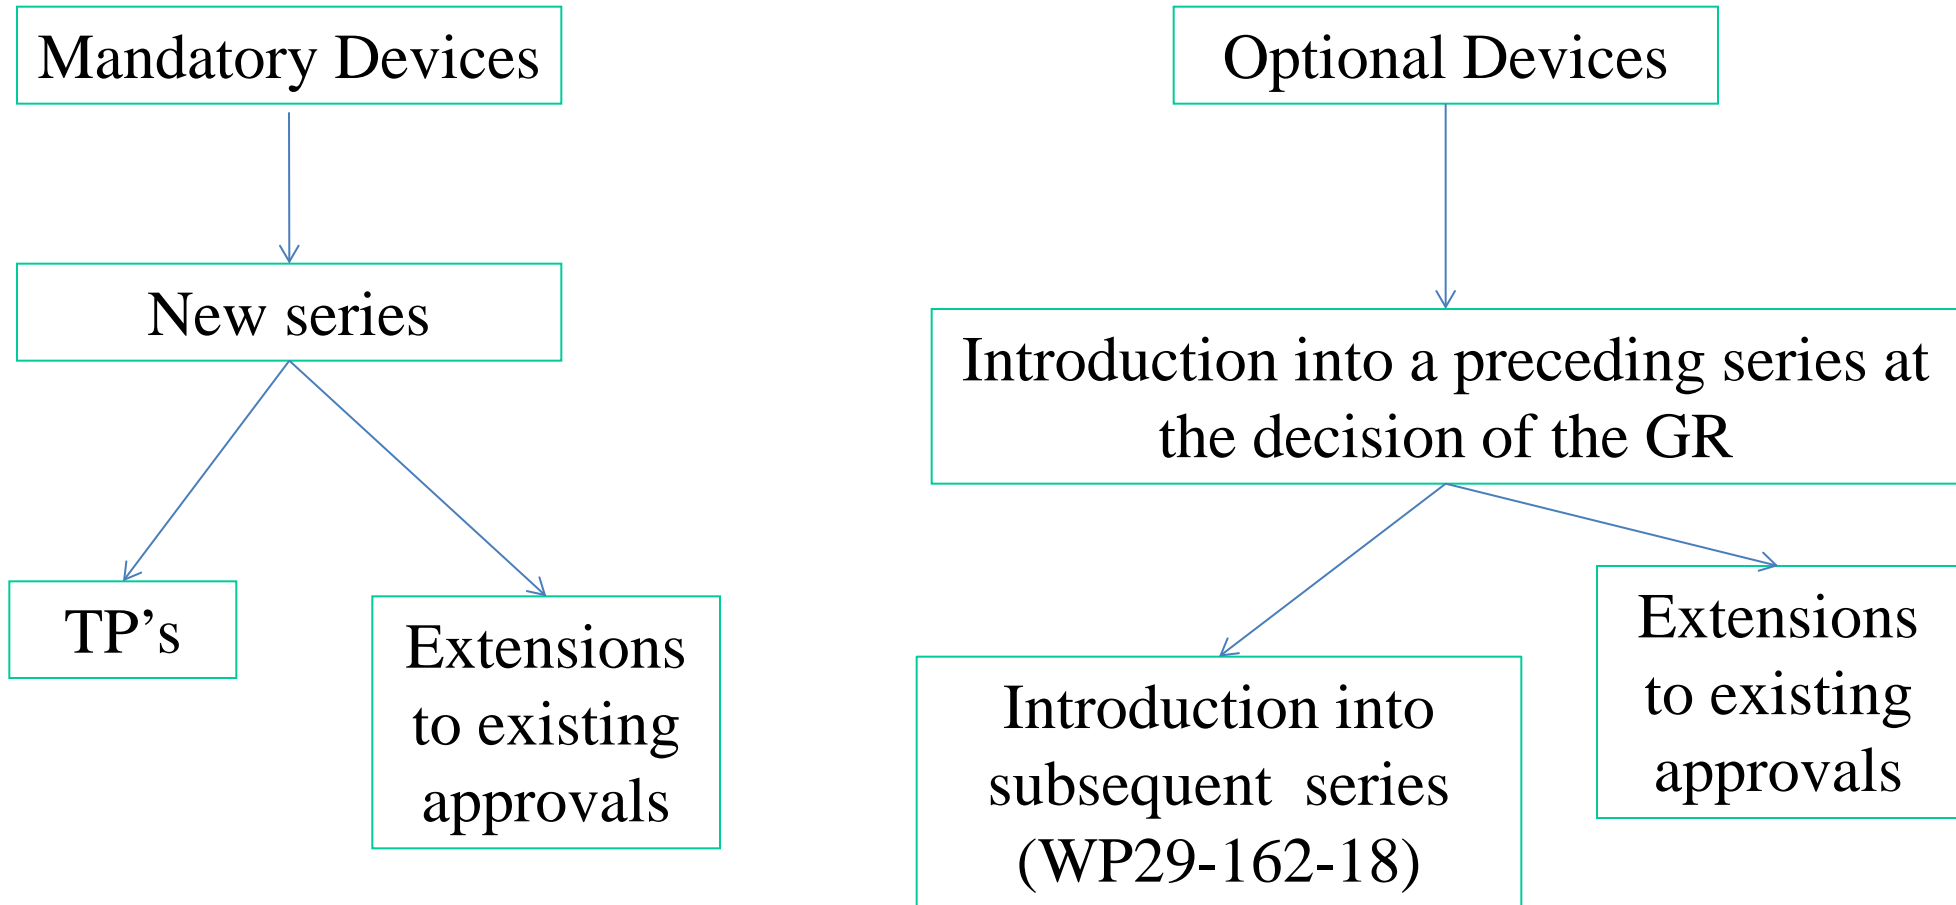 Mandatory Devices
New series
TP’s
Extensions
to existing
approvals
Optional Devices
Introduction into a preceding series at
the decision of the GR
Introduction into
subsequent  series
(WP29-162-18)
Extensions
to existing
approvals